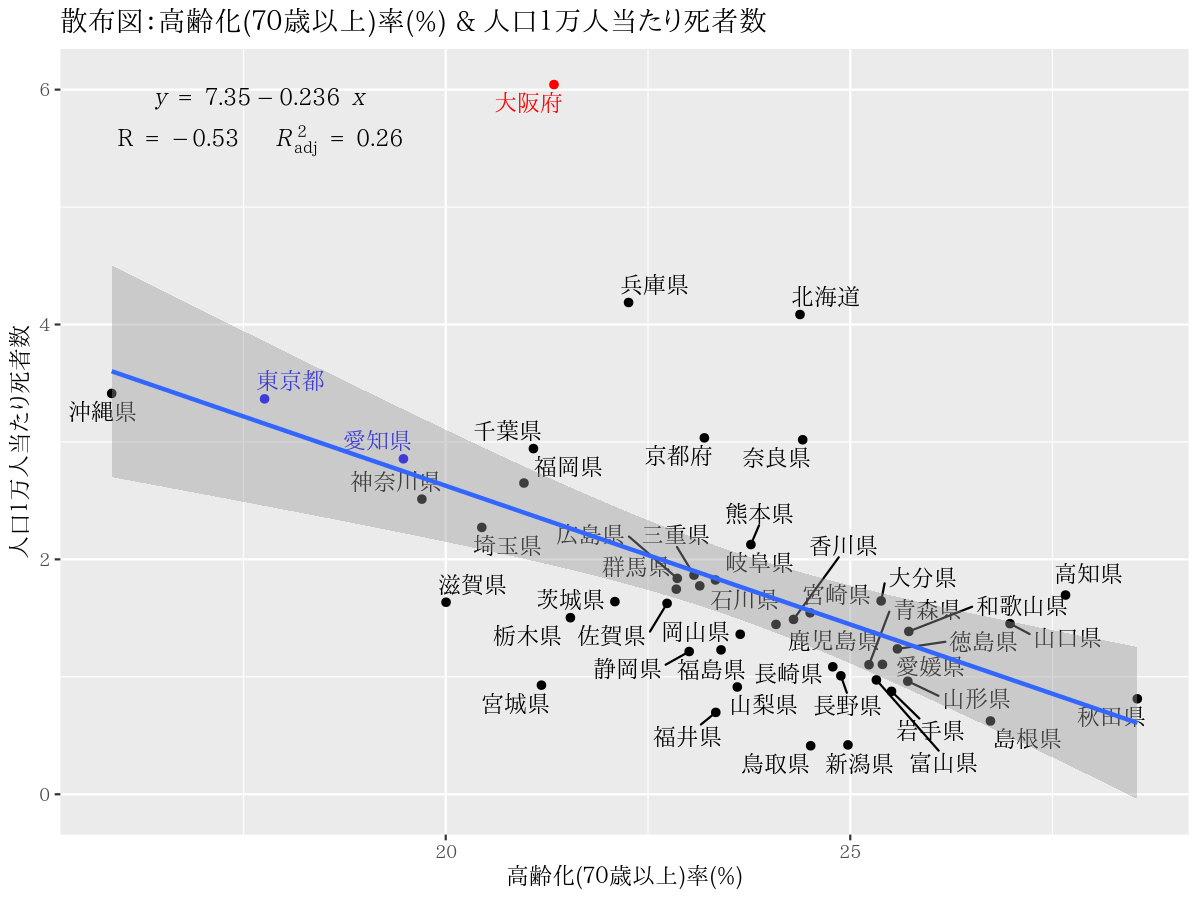 散布図：高齢化(70歳以上)率(%) & 人口1万人当たり死者数
y = 7.35 − 0.236 x
R = −0.53 R²adj = 0.26
人口1万人当たり死者数
6
4
2
0
大阪府
兵庫県
北海道
東京都
沖縄県
千葉県
愛知県
京都府
奈良県
福岡県
神奈川県
熊本県
広島県
三重県
埼玉県
香川県
岐阜県
群馬県
大分県
高知県
滋賀県
宮崎県
茨城県
石川県
青森県
和歌山県
栃木県
佐賀県
岡山県
鹿児島県
徳島県
山口県
静岡県
福島県
長崎県
愛媛県
宮城県
山梨県
長野県
山形県
秋田県
福井県
岩手県
島根県
鳥取県
新潟県
富山県
20
25
高齢化(70歳以上)率(%)